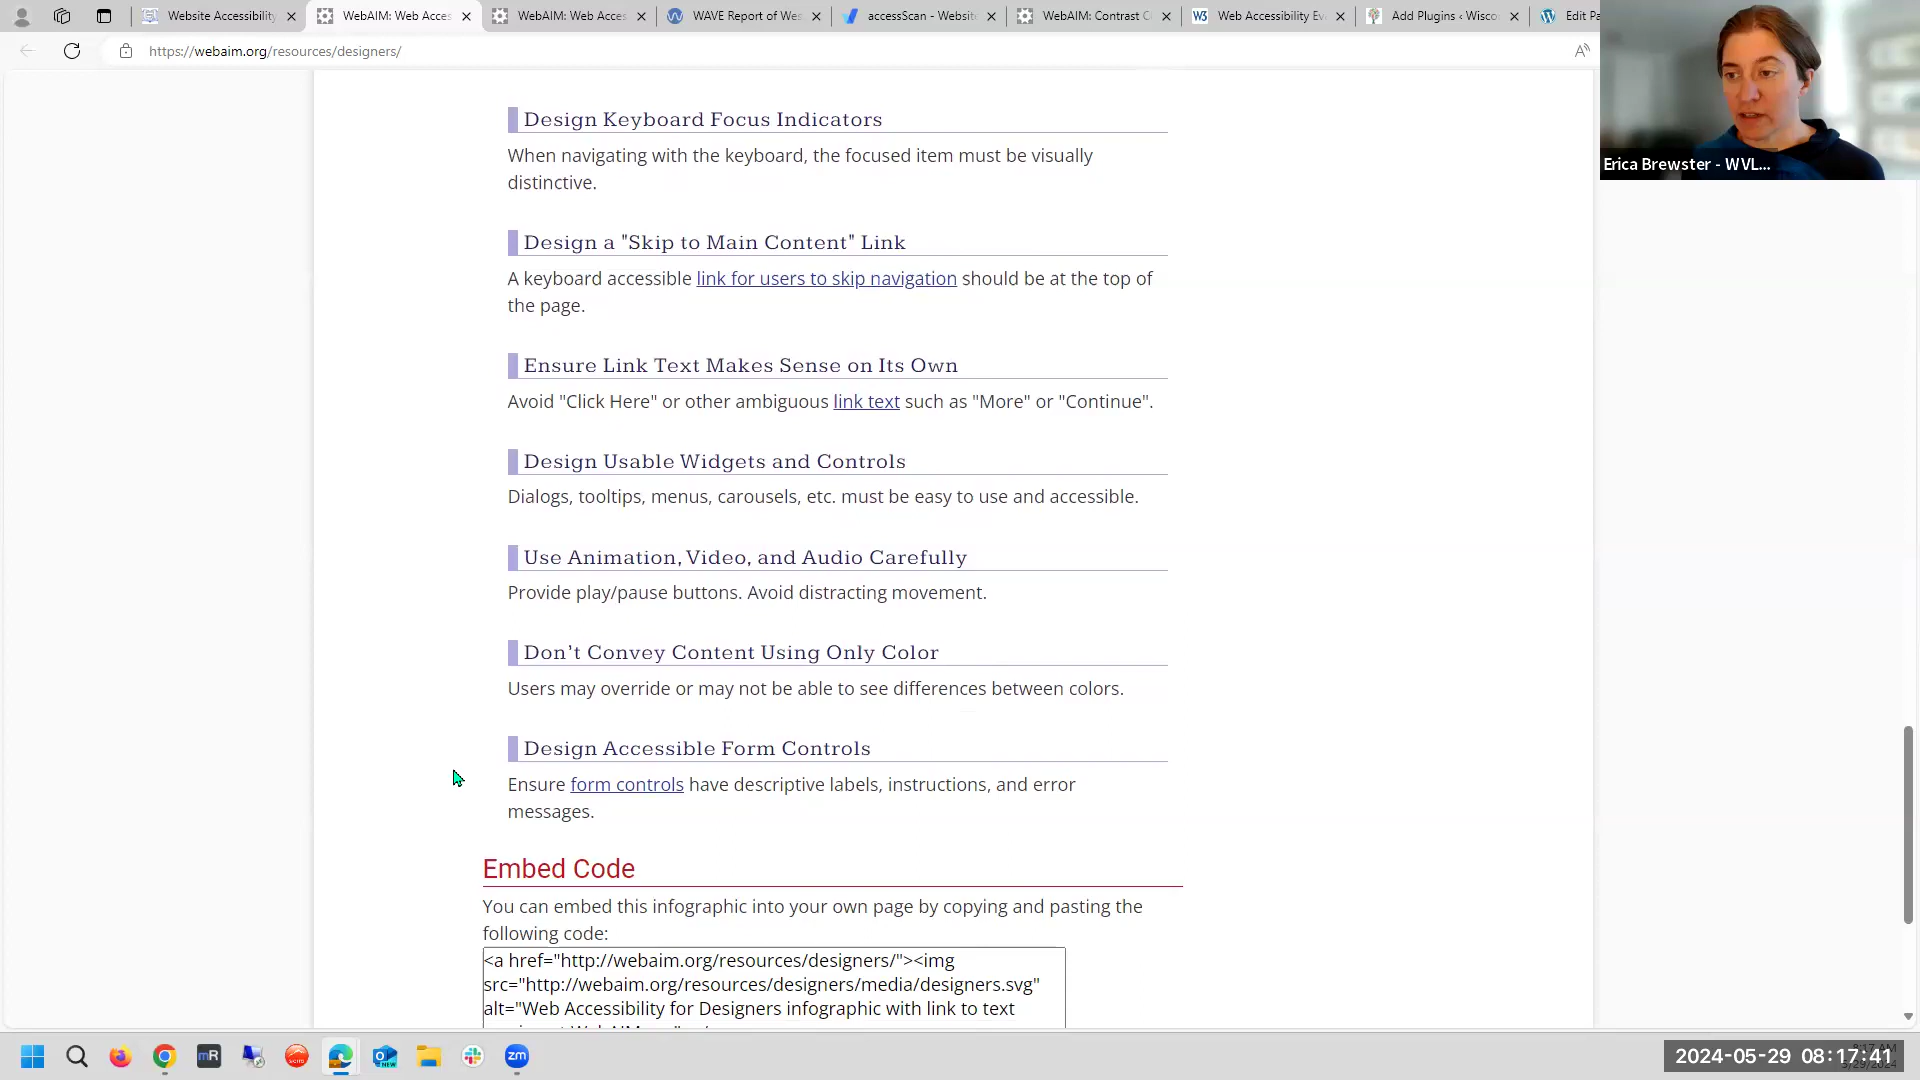 Website Accessibility
WebAIM: Web Acces
WebAIM: Web Acces
WAVE Report of Wes
accessScan - Website
WebAIM: Contrast C
Web Accessibility Ev
Add Plugins ‹ Wisco
Edit Pa
https://webaim.org/resources/designers/
Erica Brewster - WVL...
Design Keyboard Focus Indicators
When navigating with the keyboard, the focused item must be visually
distinctive.
Design a "Skip to Main Content" Link
A keyboard accessible link for users to skip navigation should be at the top of
the page.
Ensure Link Text Makes Sense on Its Own
Avoid "Click Here" or other ambiguous link text such as "More" or "Continue".
Design Usable Widgets and Controls
Dialogs, tooltips, menus, carousels, etc. must be easy to use and accessible.
Use Animation, Video, and Audio Carefully
Provide play/pause buttons. Avoid distracting movement.
Don’t Convey Content Using Only Color
Users may override or may not be able to see differences between colors.
Design Accessible Form Controls
Ensure form controls have descriptive labels, instructions, and error
messages.
Embed Code
You can embed this infographic into your own page by copying and pasting the
following code:
<a href="http://webaim.org/resources/designers/"><img
src="http://webaim.org/resources/designers/media/designers.svg"
alt="Web Accessibility for Designers infographic with link to text
mR
zm
2024-05-29 08:17:41